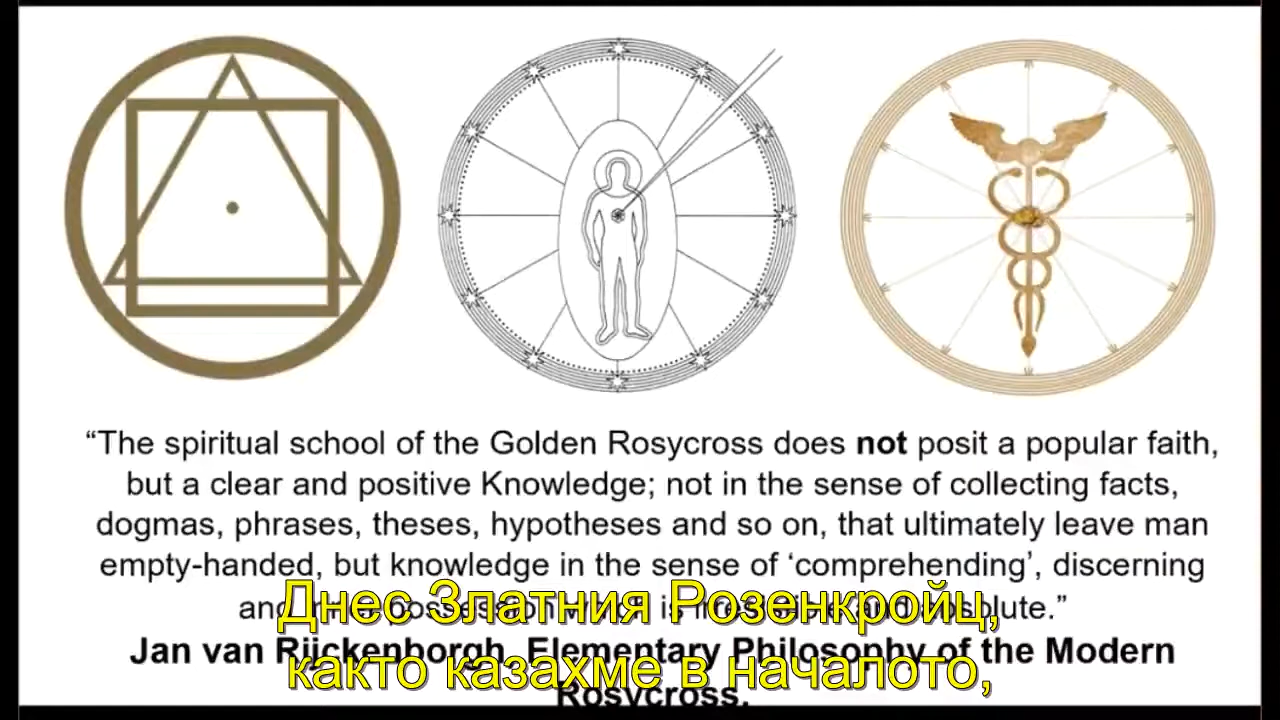 “The spiritual school of the Golden Rosycross does not posit a popular faith,
but a clear and positive Knowledge; not in the sense of collecting facts,
dogmas, phrases, theses, hypotheses and so on, that ultimately leave man
empty-handed, but knowledge in the sense of ‘comprehending’, discerning
absolute.”
Jan van Rijckenborgh, Elementary Philosophy of the Modern
Rosycross.
Днес Златния Розенкройц,
както казахме в началото,